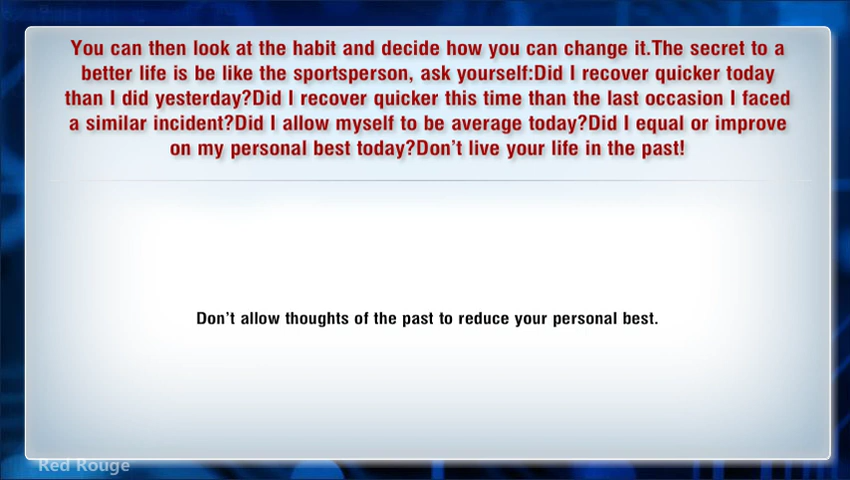 You can then look at the habit and decide how you can change it.The secret to a
better life is be like the sportsperson, ask yourself:Did I recover quicker today
than I did yesterday?Did I recover quicker this time than the last occasion I faced
a similar incident?Did I allow myself to be average today?Did I equal or improve
on my personal best today?Don't live your life in the past!
Don't allow thoughts of the past to reduce your personal best.
Red Rouge